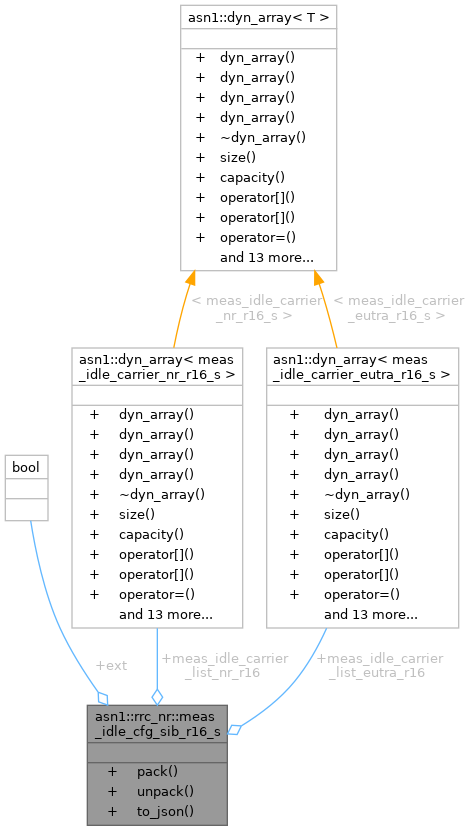 asn1::dyn_array< T >
+ dyn_array()
+ dyn_array()
+ dyn_array()
+ dyn_array()
+ ~dyn_array()
+ size()
+ capacity()
+ operator[]()
+ operator[]()
+ operator=()
and 13 more...
< meas_idle_carrier
_nr_r16_s >
< meas_idle_carrier
_eutra_r16_s >
asn1::dyn_array< meas
_idle_carrier_nr_r16_s >
+ dyn_array()
+ dyn_array()
+ dyn_array()
+ dyn_array()
+ ~dyn_array()
+ size()
+ capacity()
+ operator[]()
+ operator[]()
+ operator=()
and 13 more...
asn1::dyn_array< meas
_idle_carrier_eutra_r16_s >
+ dyn_array()
+ dyn_array()
+ dyn_array()
+ dyn_array()
+ ~dyn_array()
+ size()
+ capacity()
+ operator[]()
+ operator[]()
+ operator=()
and 13 more...
bool
+ext
+meas_idle_carrier
_list_nr_r16
+meas_idle_carrier
_list_eutra_r16
asn1::rrc_nr::meas
_idle_cfg_sib_r16_s
+ pack()
+ unpack()
+ to_json()